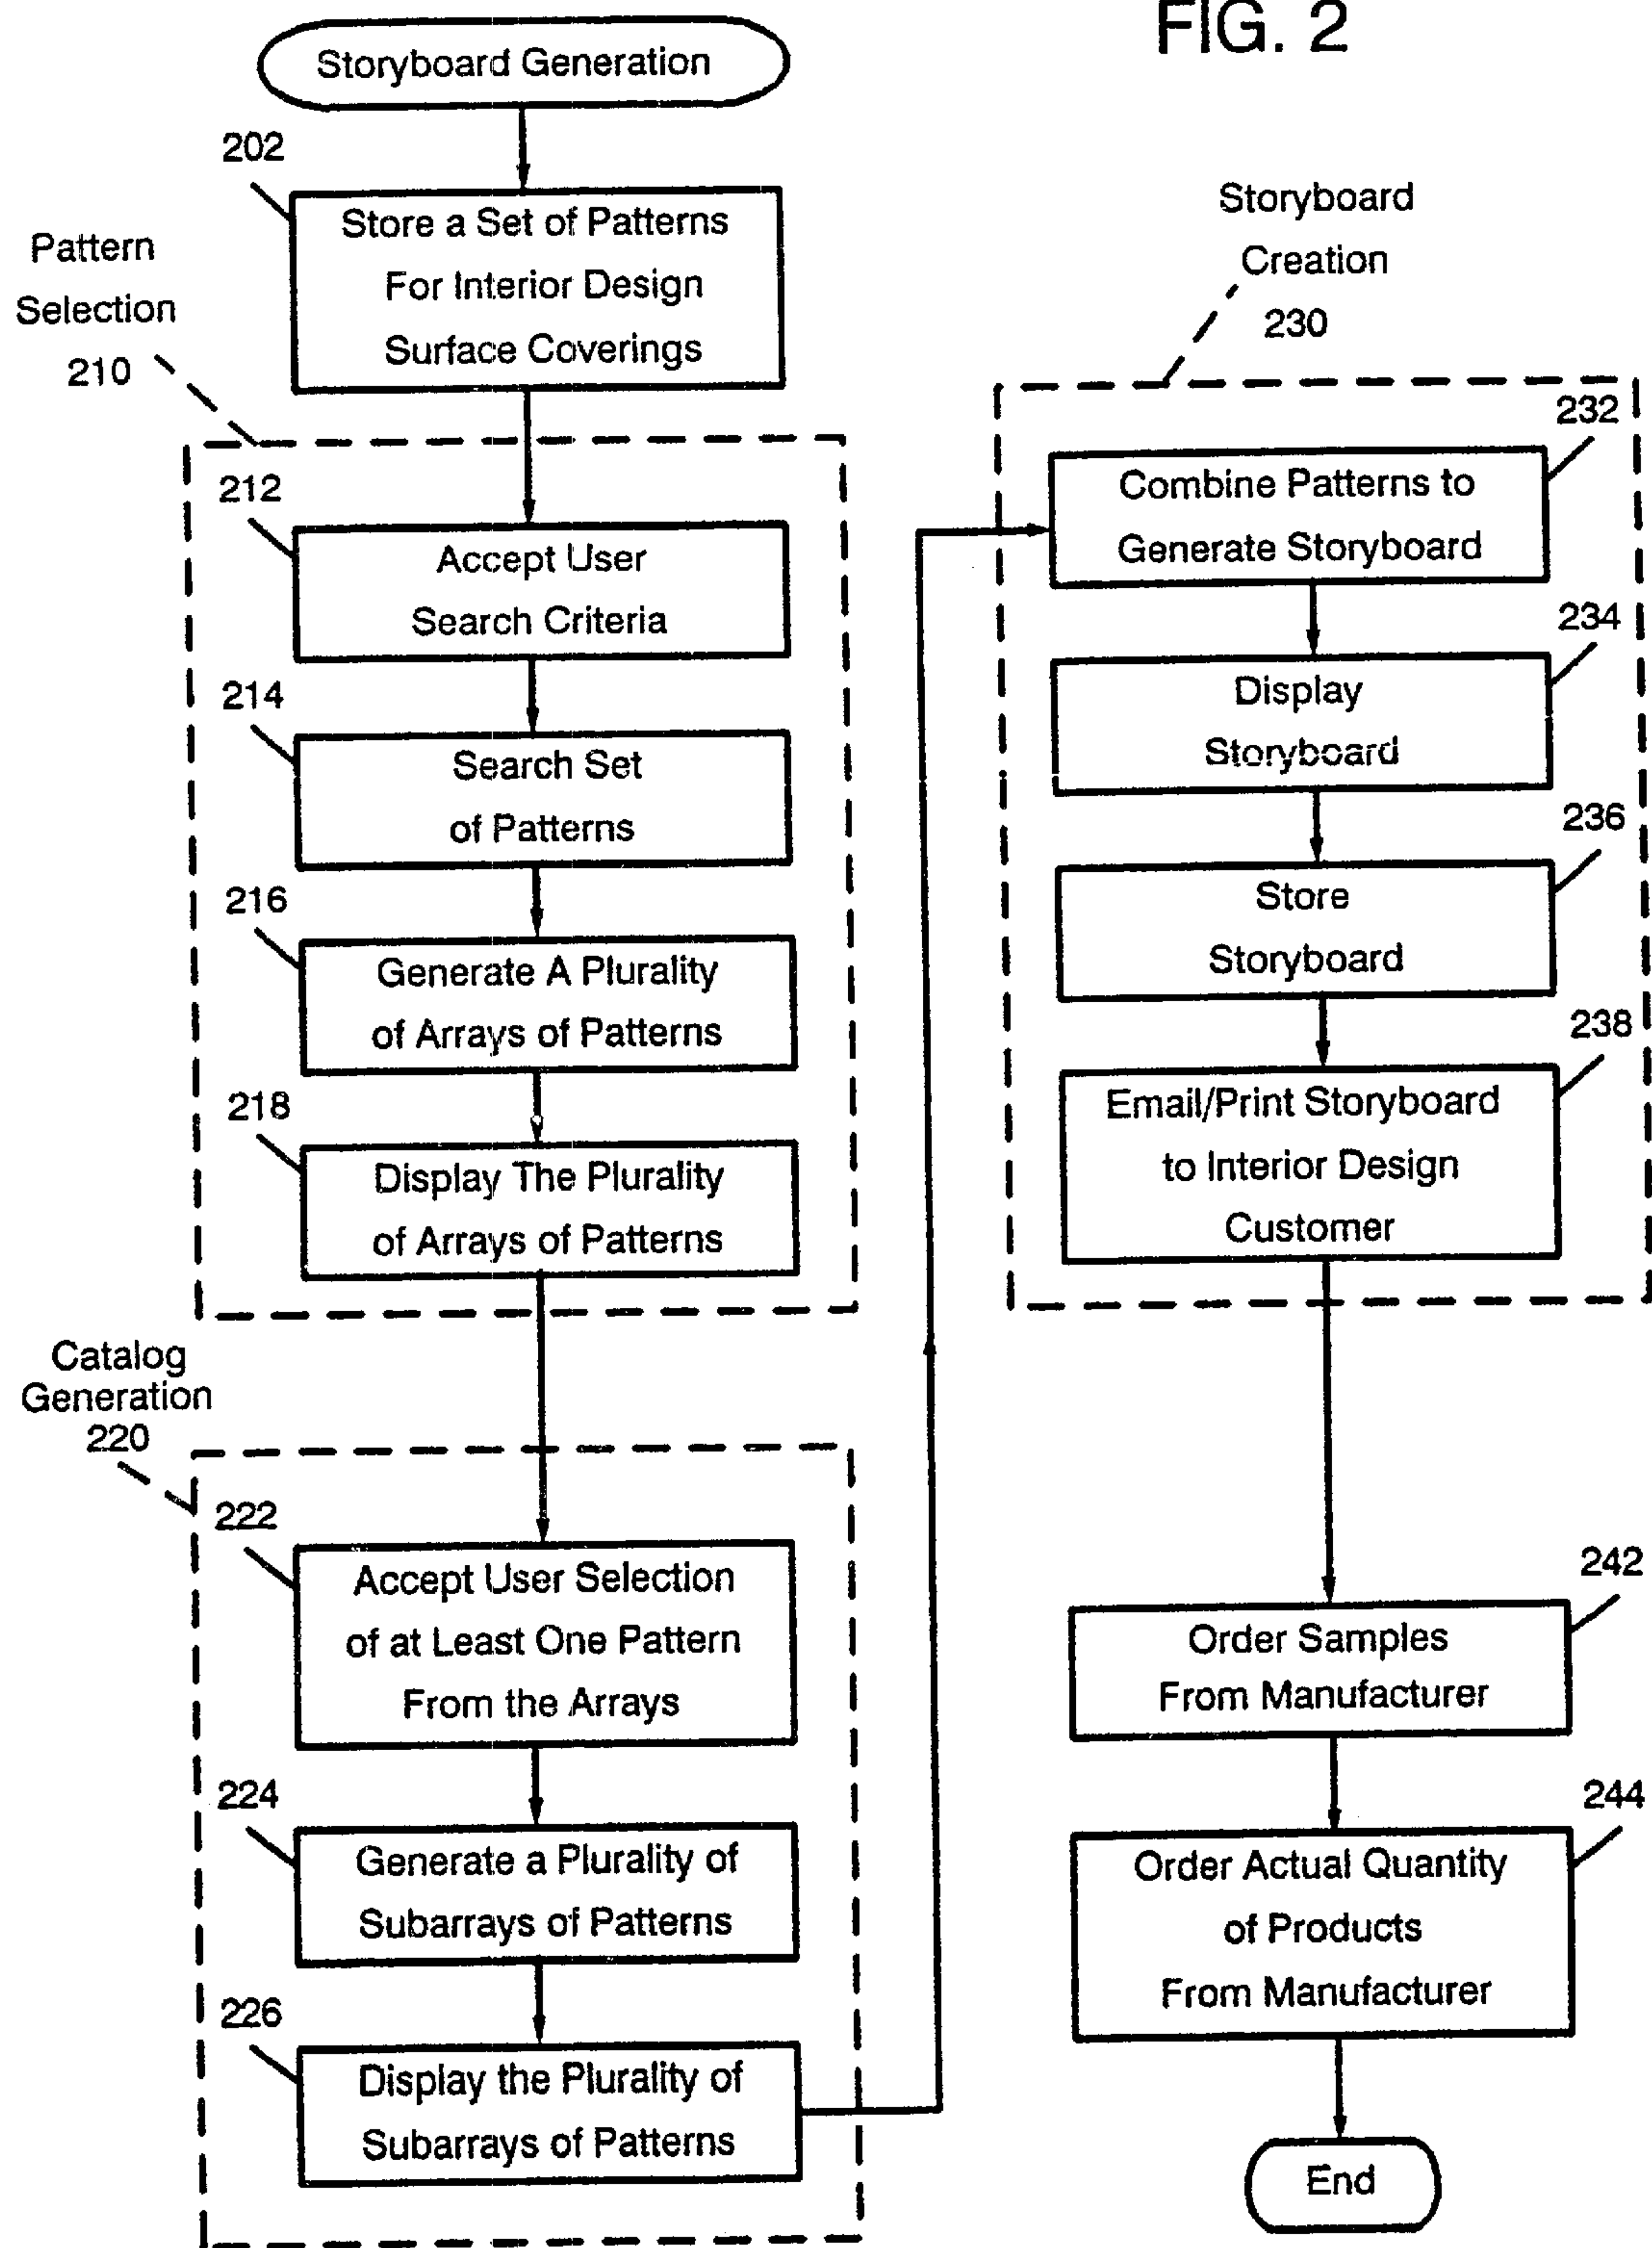 FIG. 2
Storyboard Generation
202
Store a Set of Patterns
For Interior Design
Surface Coverings
Pattern
Selection
210
212
Accept User
Search Criteria
214
Search Set
of Patterns
216
Generate A Plurality
of Arrays of Patterns
218
Display The Plurality
of Arrays of Patterns
Catalog
Generation
220
222
Accept User Selection
of at Least One Pattern
From the Arrays
224
Generate a Plurality of
Subarrays of Patterns
226
Display the Plurality of
Subarrays of Patterns
Storyboard
Creation
230
232
Combine Patterns to
Generate Storyboard
234
Display
Storyboard
236
Store
Storyboard
238
Email/Print Storyboard
to Interior Design
Customer
242
Order Samples
From Manufacturer
244
Order Actual Quantity
of Products
From Manufacturer
End